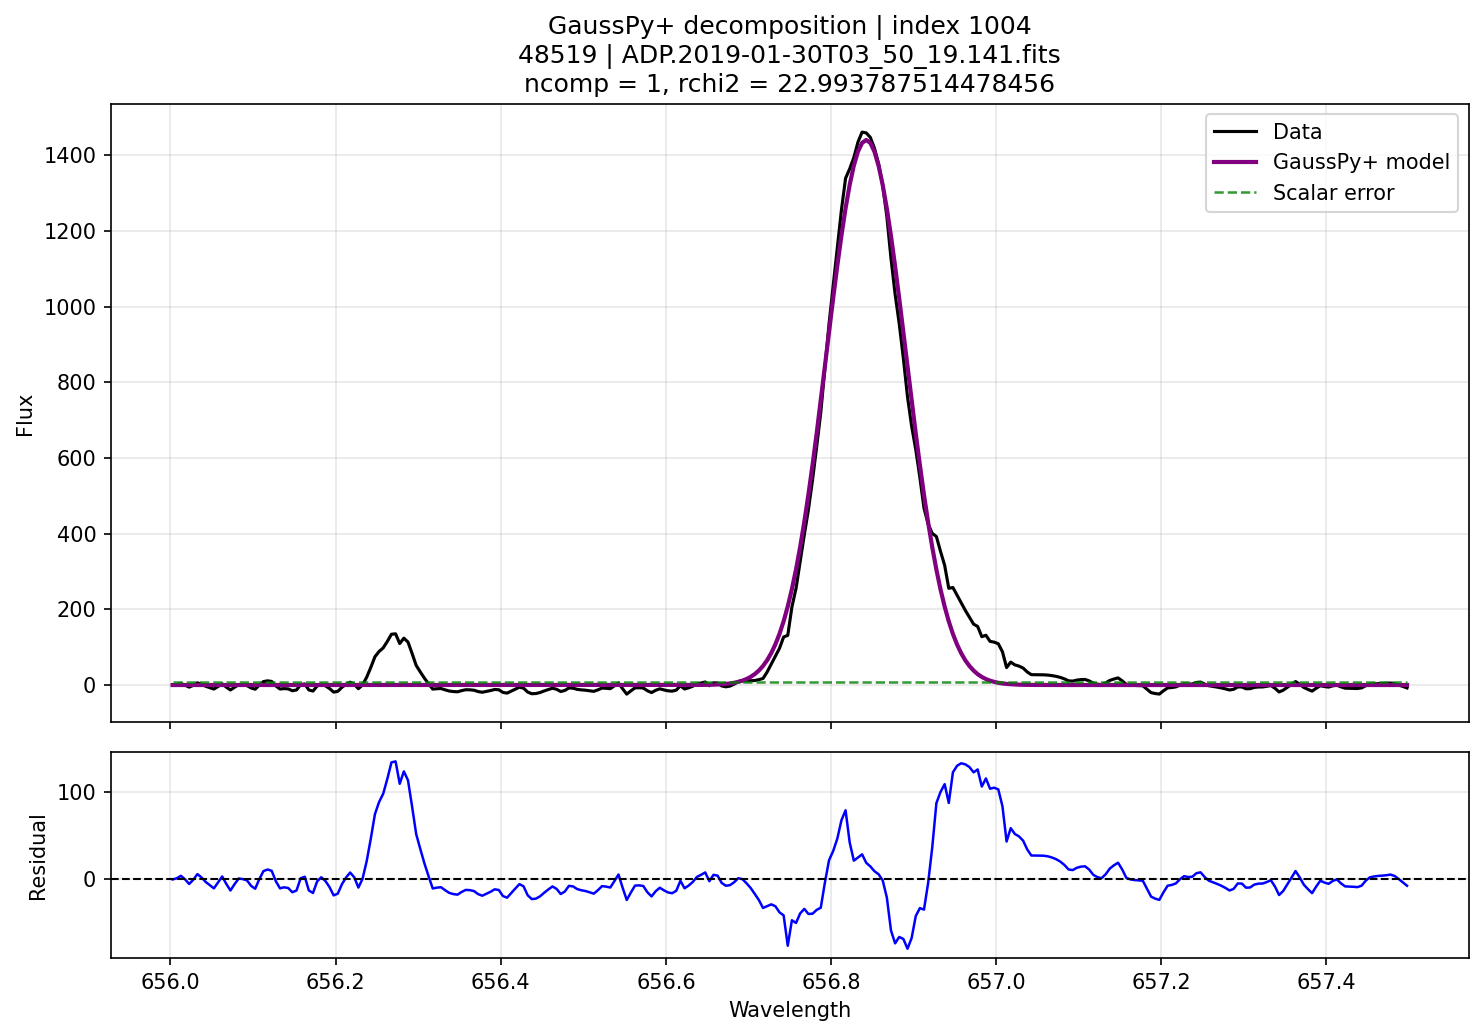 GaussPy+ decomposition | index 1004
48519 | ADP.2019-01-30T03_50_19.141.fits
ncomp = 1, rchi2 = 22.993787514478456
Data
GaussPy+ model
Scalar error
Flux
1400
1200
1000
800
600
400
200
0
Residual
100
0
656.0 656.2 656.4 656.6 656.8 657.0 657.2 657.4
Wavelength